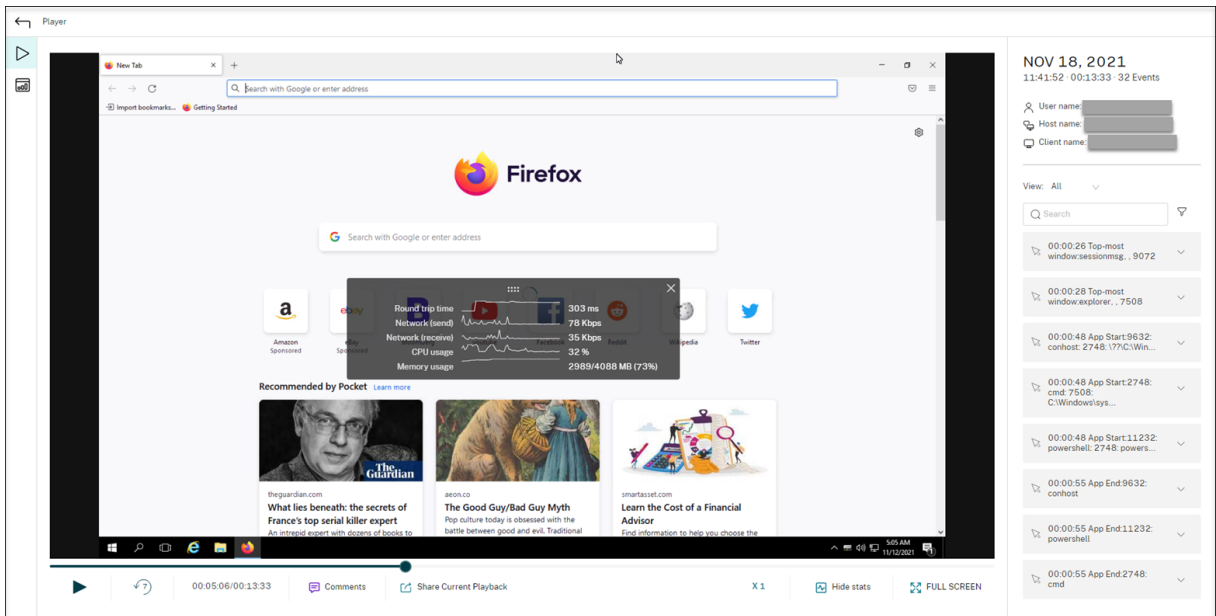 Player
New Tab
Search with Google or enter address
Import bookmarks... Getting Started
Firefox
Search with Google or enter address
Round trip time 303 ms
Network (send) 78 Kbps
Network (receive) 35 Kbps
CPU usage 32 %
Memory usage 2989/4088 MB (73%)
Amazon
Sponsored
eBay
Facebook
Reddit
Wikipedia
Twitter
Recommended by Pocket Learn more
The
Guardian
theguardian.com
What lies beneath: the secrets of
France's top serial killer expert
An intrepid expert with dozens of books to
aeon.co
The Good Guy/Bad Guy Myth
Pop culture today is obsessed with the
battle between good and evil. Traditional
smartasset.com
Learn the Cost of a Financial
Advisor
Find information to help you choose the
5:05 AM
11/12/2021
00:05:06/00:13:33
Comments
Share Current Playback
X 1
Hide stats
FULL SCREEN
NOV 18, 2021
11:41:52 · 00:13:33 · 32 Events
User name:
Host name:
Client name:
View: All
Search
00:00:26 Top-most
window:sessionmsg, , 9072
00:00:28 Top-most
window:explorer, , 7508
00:00:48 App Start:9632:
conhost: 2748: \??\C:\Win...
00:00:48 App Start:2748:
cmd: 7508:
C:\Windows\sys...
00:00:48 App Start:11232:
powershell: 2748: powers...
00:00:55 App End:9632:
conhost
00:00:55 App End:11232:
powershell
00:00:55 App End:2748:
cmd